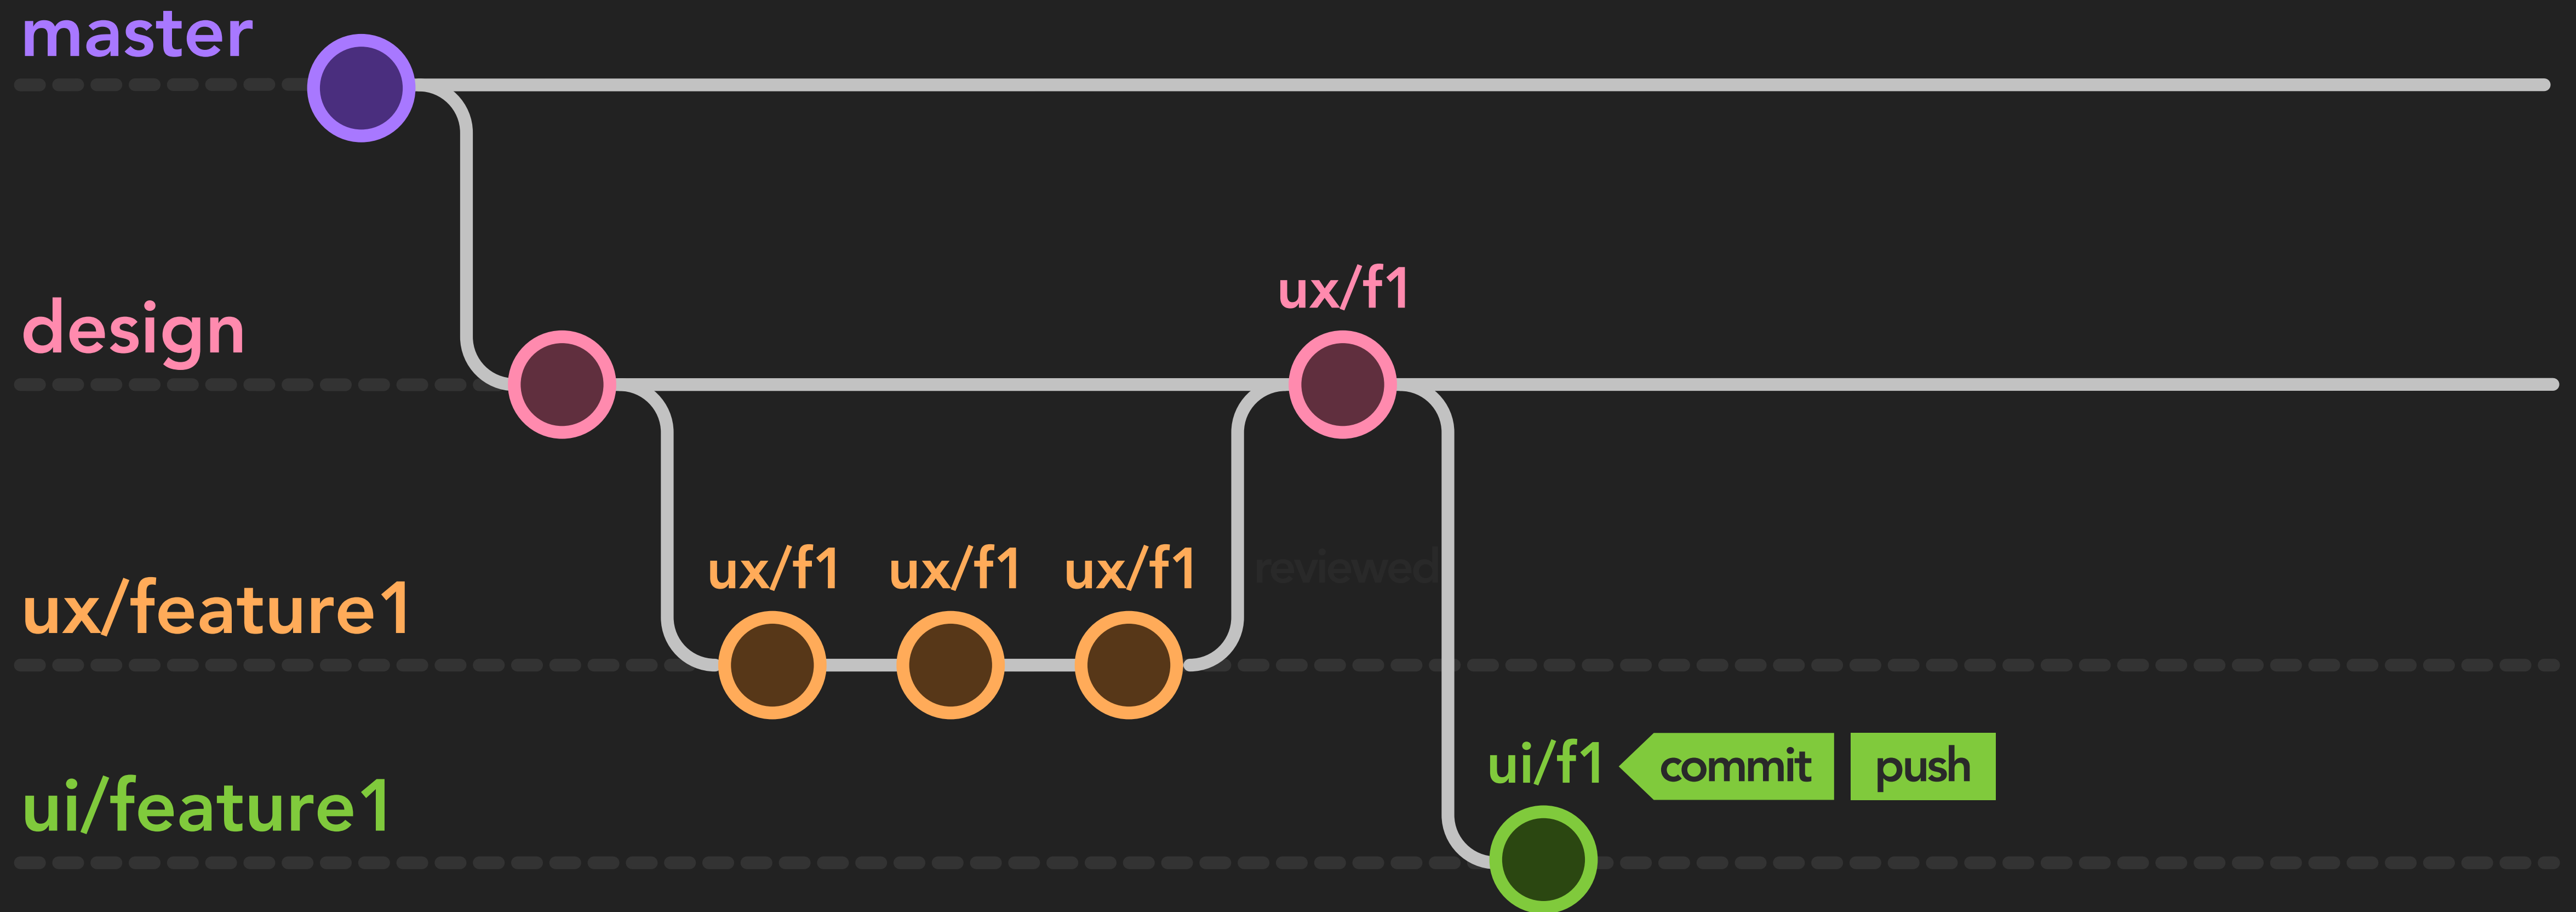 master
design
ux/f1
ux/feature1
ux/f1 ux/f1 ux/f1
reviewed
ui/feature1
ui/f1 commit push